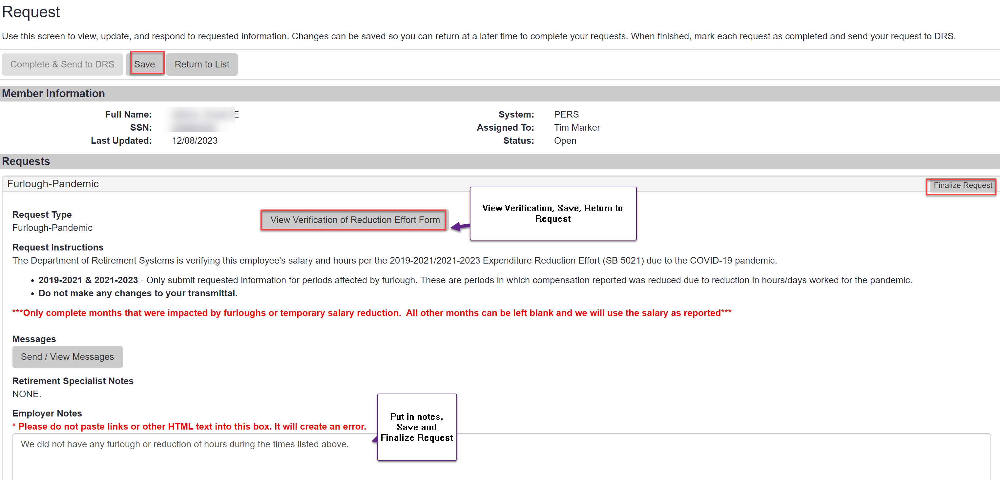 Request
Use this screen to view, update, and respond to requested information. Changes can be saved so you can return at a later time to complete your requests. When finished, mark each request as completed and send your request to DRS.
Complete & Send to DRS Save Return to List
Member Information
Full Name: E System: PERS
SSN: Assigned To: Tim Marker
Last Updated: 12/08/2023 Status: Open
Requests
Furlough-Pandemic Finalize Request
View Verification, Save, Return to
Request
Request Type View Verification of Reduction Effort Form
Furlough-Pandemic
Request Instructions
The Department of Retirement Systems is verifying this employee's salary and hours per the 2019-2021/2021-2023 Expenditure Reduction Effort (SB 5021) due to the COVID-19 pandemic.
• 2019-2021 & 2021-2023 - Only submit requested information for periods affected by furlough. These are periods in which compensation reported was reduced due to reduction in hours/days worked for the pandemic.
• Do not make any changes to your transmittal.
***Only complete months that were impacted by furloughs or temporary salary reduction.  All other months can be left blank and we will use the salary as reported***
Messages
Send / View Messages
Retirement Specialist Notes
NONE.
Employer Notes
* Please do not paste links or other HTML text into this box. It will create an error.
Put in notes,
Save and
Finalize Request
We did not have any furlough or reduction of hours during the times listed above.